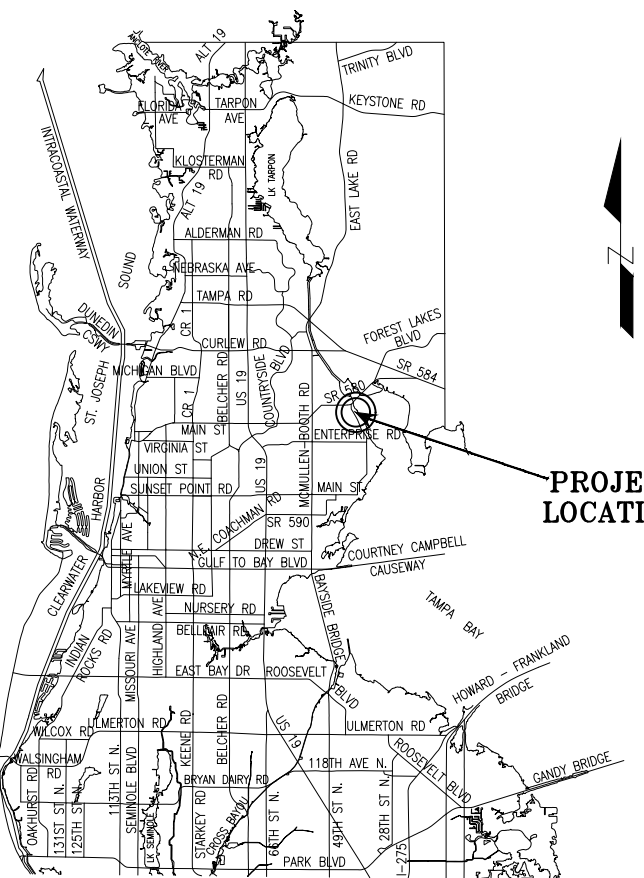 ANCLOTE RIVER
ALT 19
TRINITY BLVD
FLORIDA
AVE
TARPON
AVE
KEYSTONE RD
INTRACOASTAL WATERWAY
KLOSTERMAN
RD
LK TARPON
EAST LAKE RD
ALT 19
ALDERMAN RD
SOUND
NEBRASKA AVE
TAMPA RD
N
DUNEDIN
CSWY
CR 1
FOREST LAKES
BLVD
CURLEW RD
ST. JOSEPH
MICHIGAN BLVD
BELCHER RD
US 19
COUNTRYSIDE
BLVD
SR 584
SR 580
CR 1
MAIN ST
MCMULLEN-BOOTH RD
ENTERPRISE RD
VIRGINIA ST
UNION ST
US 19
SUNSET POINT RD
MAIN ST
PROJE
LOCATI
HARBOR
N.E. COACHMAN RD
SR 590
MYRTLE AVE
DREW ST
COURTNEY CAMPBELL
CAUSEWAY
GULF TO BAY BLVD
CLEARWATER
LAKEVIEW RD
BAYSIDE BRIDGE
TAMPA BAY
NURSERY RD
HIGHLAND AVE
BELLEAIR RD
INDIAN
ROCKS RD
MISSOURI AVE
EAST BAY DR
ROOSEVELT
BLVD
HOWARD - FRANKLAND
BRIDGE
KEENE RD
BELCHER RD
US 19
WILCOX RD
ULMERTON RD
ULMERTON RD
WALSINGHAM
RD
118TH AVE N.
ROOSEVELT BLVD
GANDY BRIDGE
BRYAN DAIRY RD
OAKHURST RD
131ST ST N.
125TH ST N.
113TH ST N.
SEMINOLE BLVD
LK SEMINOLE
STARKEY RD
CROSS BAYOU
66TH ST N.
49TH ST N.
28TH ST N.
I-275
PARK BLVD